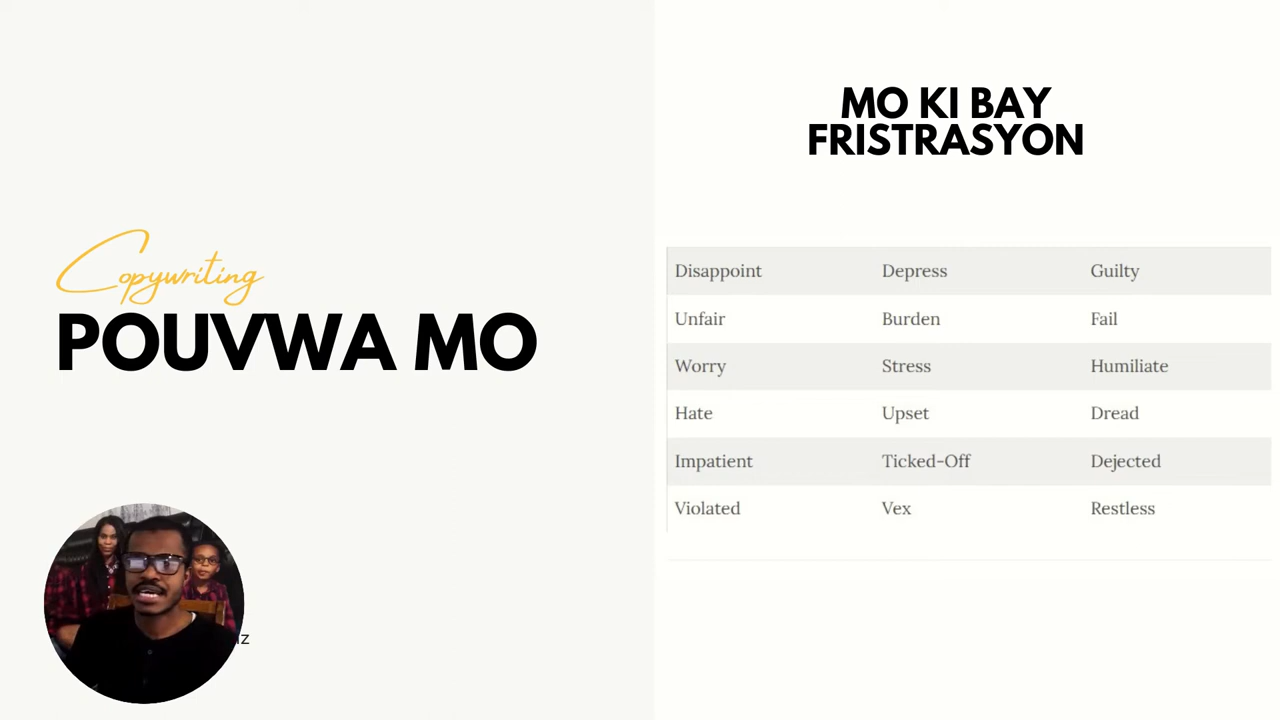 Copywriting
POUVWA MO
MO KI BAY
FRISTRASYON
Disappoint Depress Guilty
Unfair Burden Fail
Worry Stress Humiliate
Hate Upset Dread
Impatient Ticked-Off Dejected
Violated Vex Restless